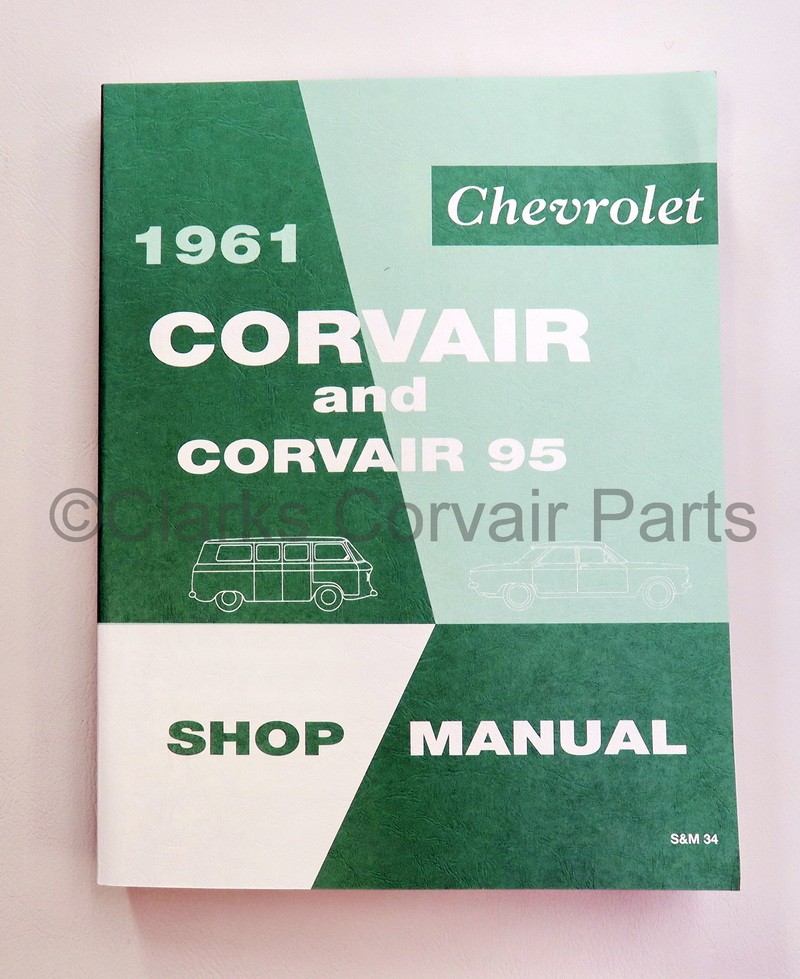 Chevrolet
1961
CORVAIR
and
CORVAIR 95
©Clarks Corvair Parts
SHOP MANUAL
S&M 34